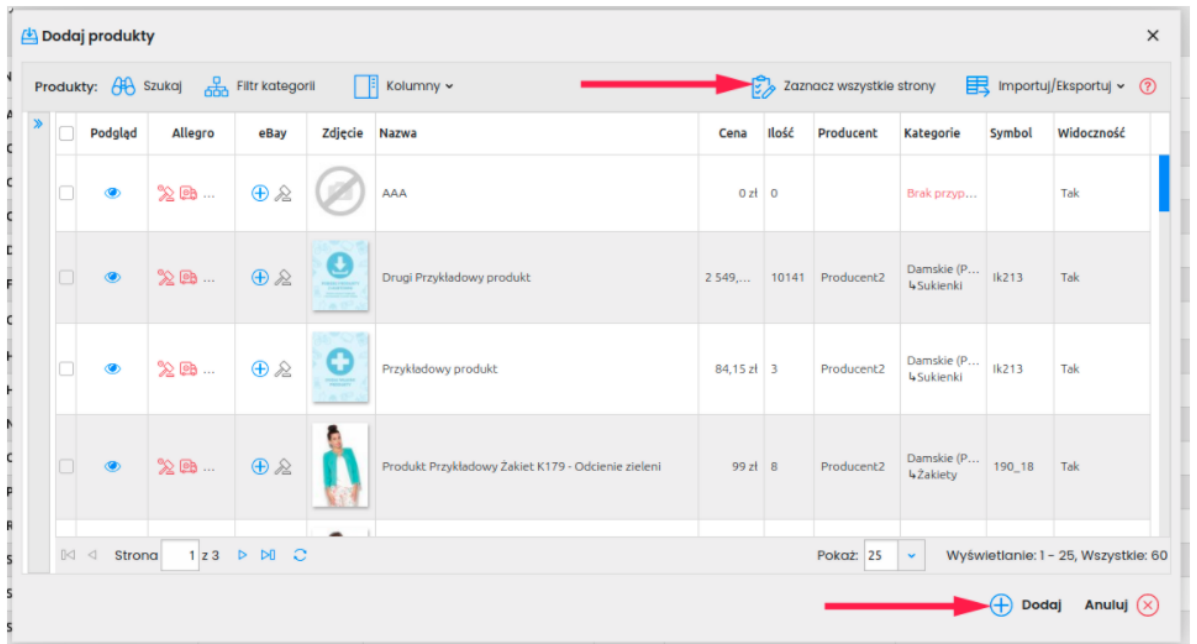 Dodaj produkty
Produkty: Szukaj Filtr kategorii Kolumny Zaznacz wszystkie strony Importuj/Eksportuj
Podgląd Allegro eBay Zdjęcie Nazwa Cena Ilość Producent Kategorie Symbol Widoczność
... AAA 0 zł 0 Brak przyp... Tak
... Drugi Przykładowy produkt 2 549,... 10141 Producent2 Damskie (P... lk213 Tak
↳Sukienki
... Przykładowy produkt 84,15 zł 3 Producent2 Damskie (P... lk213 Tak
↳Sukienki
... Produkt Przykładowy Żakiet K179 - Odcienie zieleni 99 zł 8 Producent2 Damskie (P... 190_18 Tak
↳Żakiety
Strona 1 z 3 Pokaż: 25 Wyświetlanie: 1 - 25, Wszystkie: 60
Dodaj Anuluj